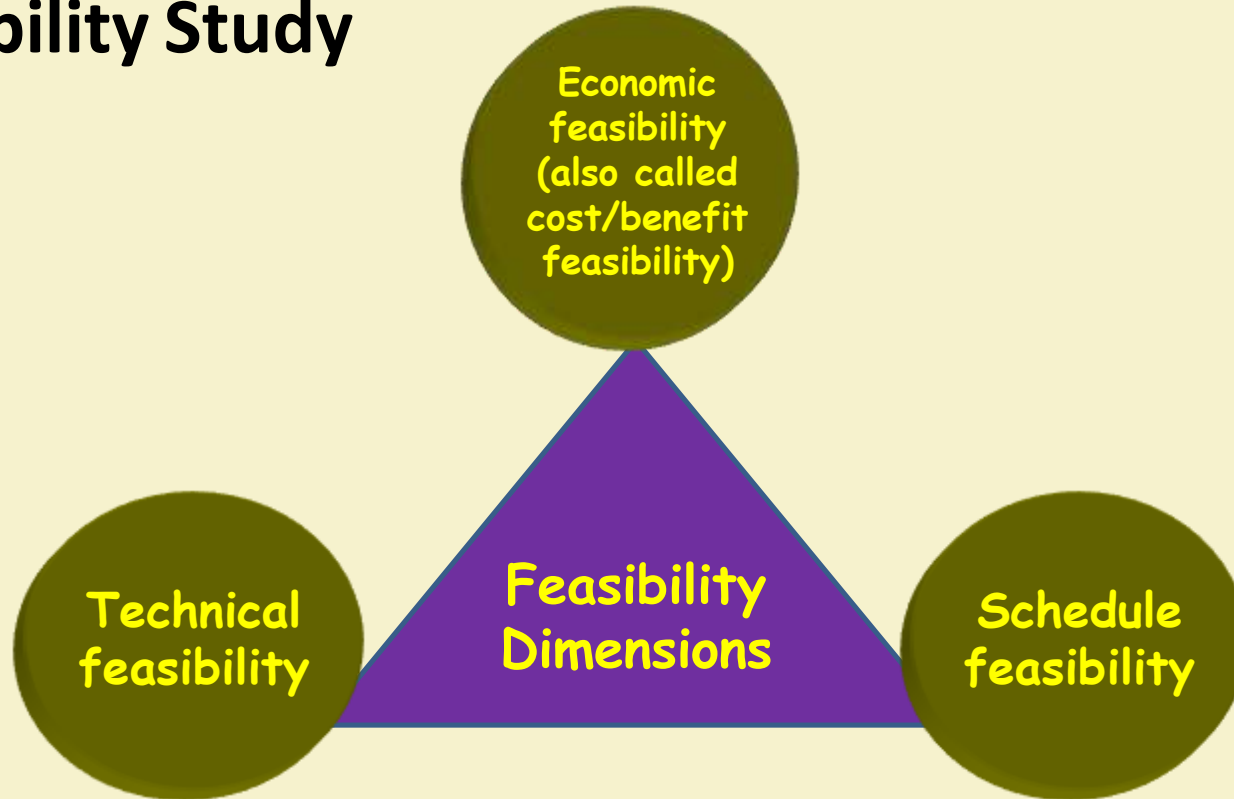 bility Study
Economic
feasibility
(also called
cost/benefit
feasibility)
Feasibility
Dimensions
Technical
feasibility
Schedule
feasibility